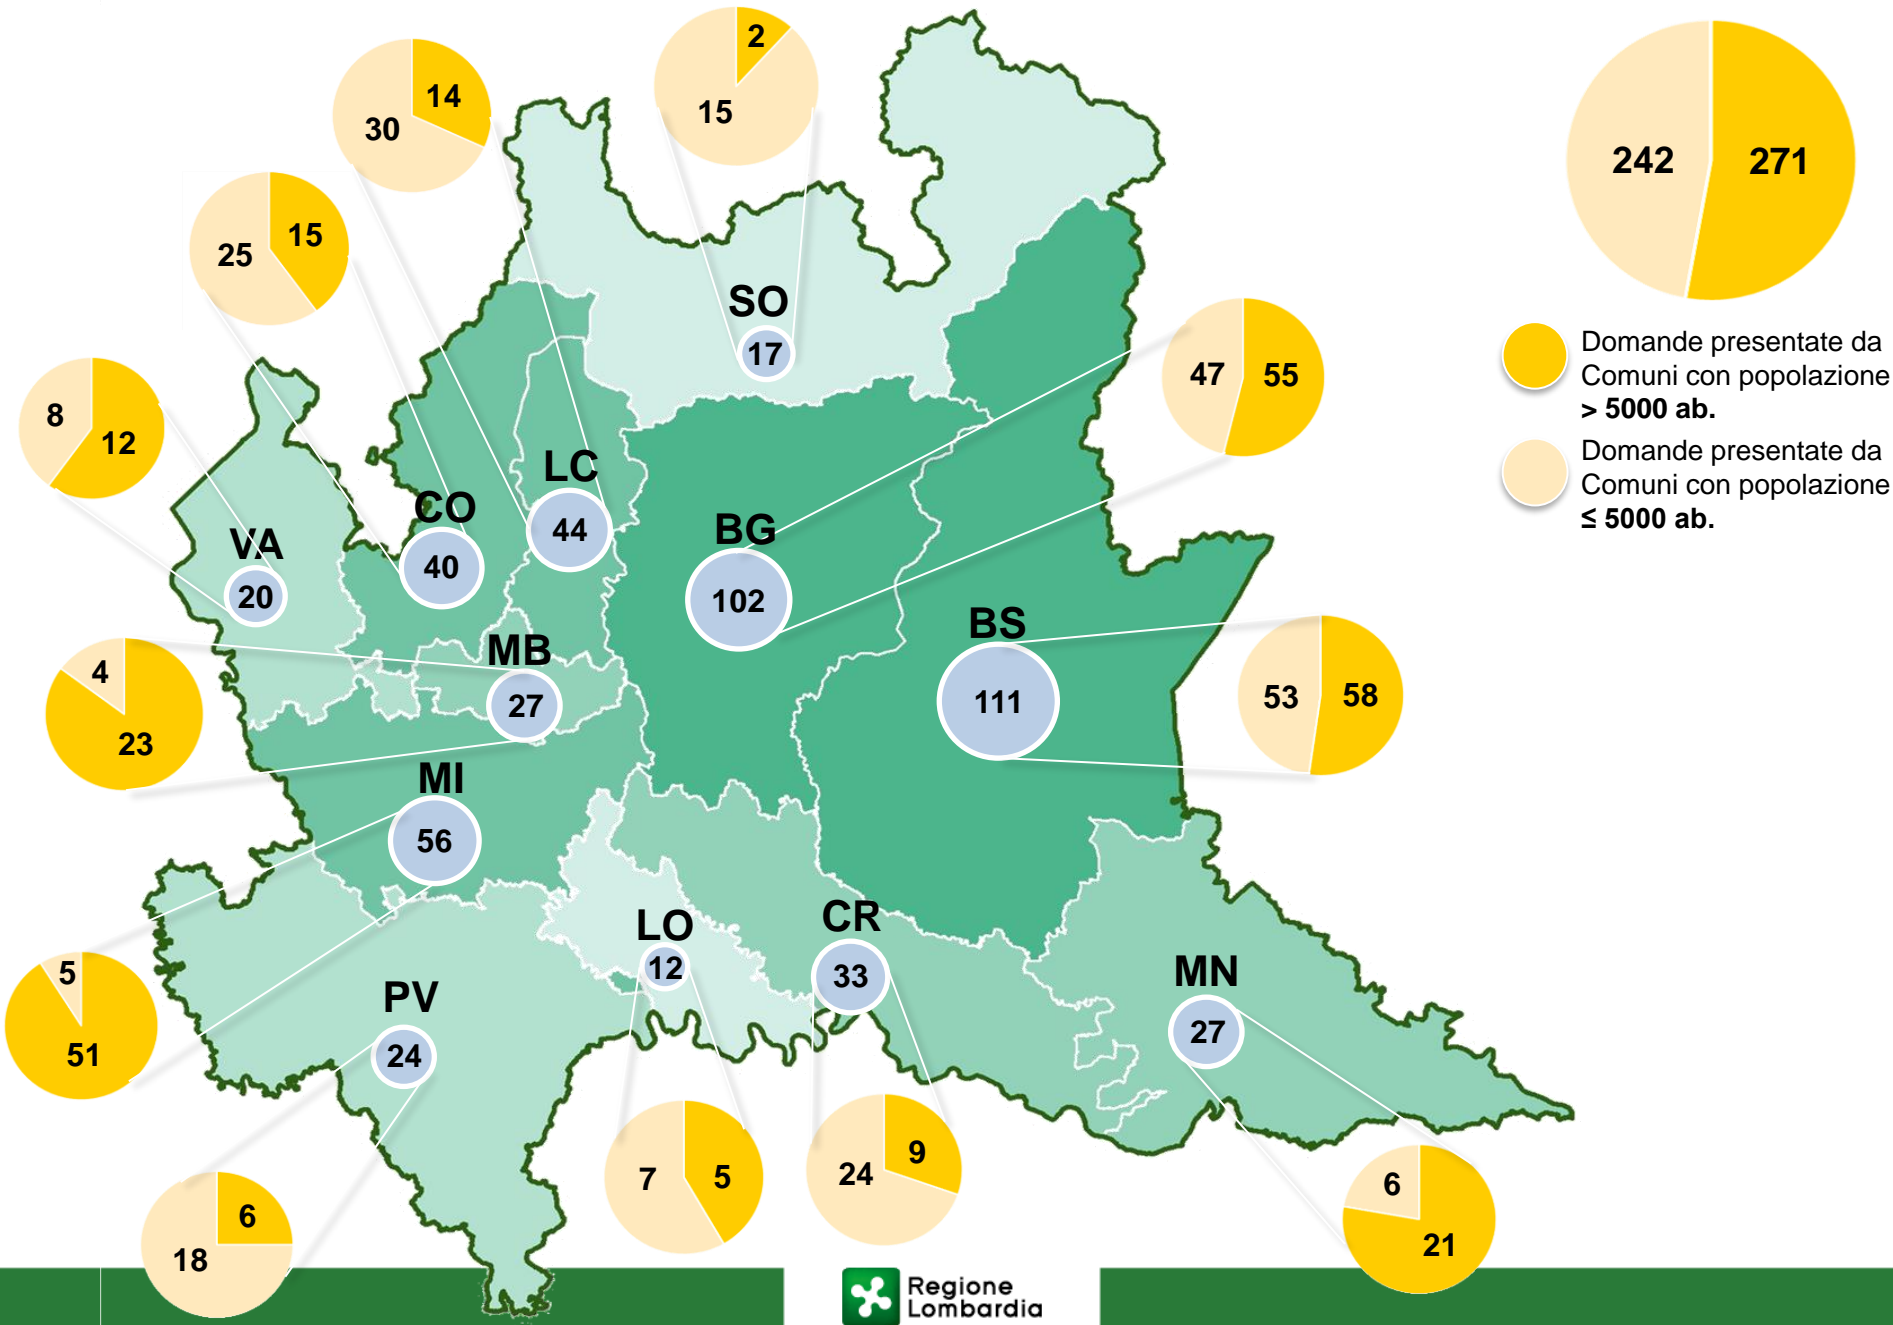 2
15
14
30
15
25
242
271
SO
17
Domande presentate da
Comuni con popolazione
> 5000 ab.
Domande presentate da
Comuni con popolazione
≤ 5000 ab.
47
55
8
12
LC
44
CO
40
VA
20
BG
102
BS
111
53
58
MB
27
4
23
MI
56
5
51
LO
12
CR
33
MN
27
PV
24
6
18
7
5
9
24
6
21
Regione
Lombardia